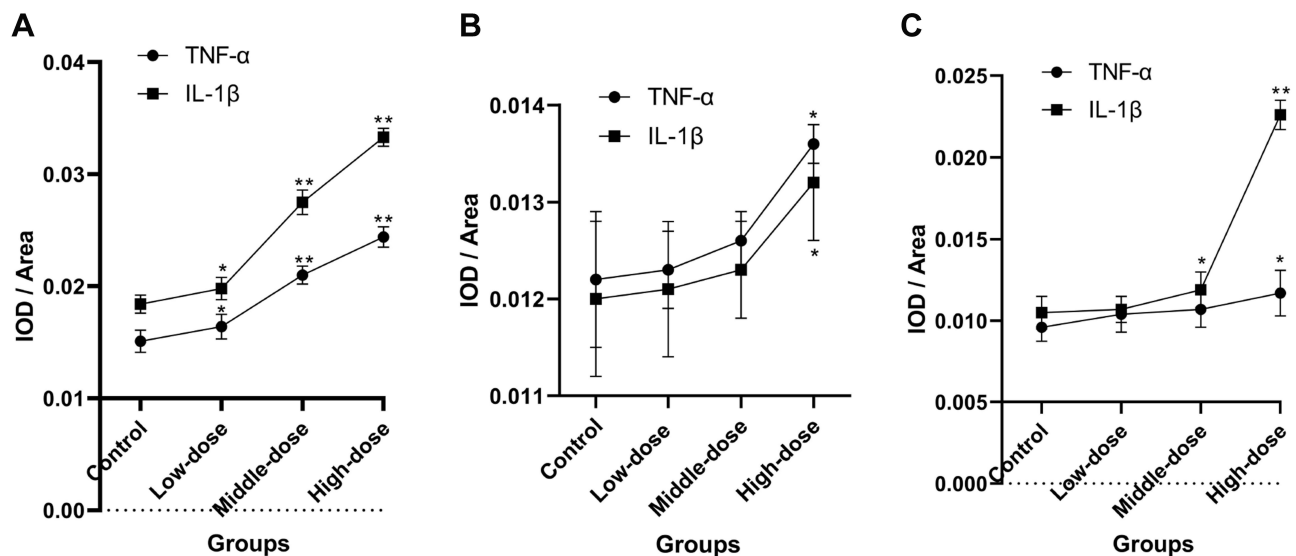 A
TNF-α
IL-1β
IOD / Area
0.04
0.03
0.02
0.01
0.00
*
*
**
**
**
**
Control
Low-dose
Middle-dose
High-dose
Groups
B
TNF-α
IL-1β
IOD / Area
0.014
0.013
0.012
0.011
*
*
Control
Low-dose
Middle-dose
High-dose
Groups
C
TNF-α
IL-1β
IOD / Area
0.025
0.020
0.015
0.010
0.005
0.000
*
**
*
Control
Low-dose
Middle-dose
High-dose
Groups